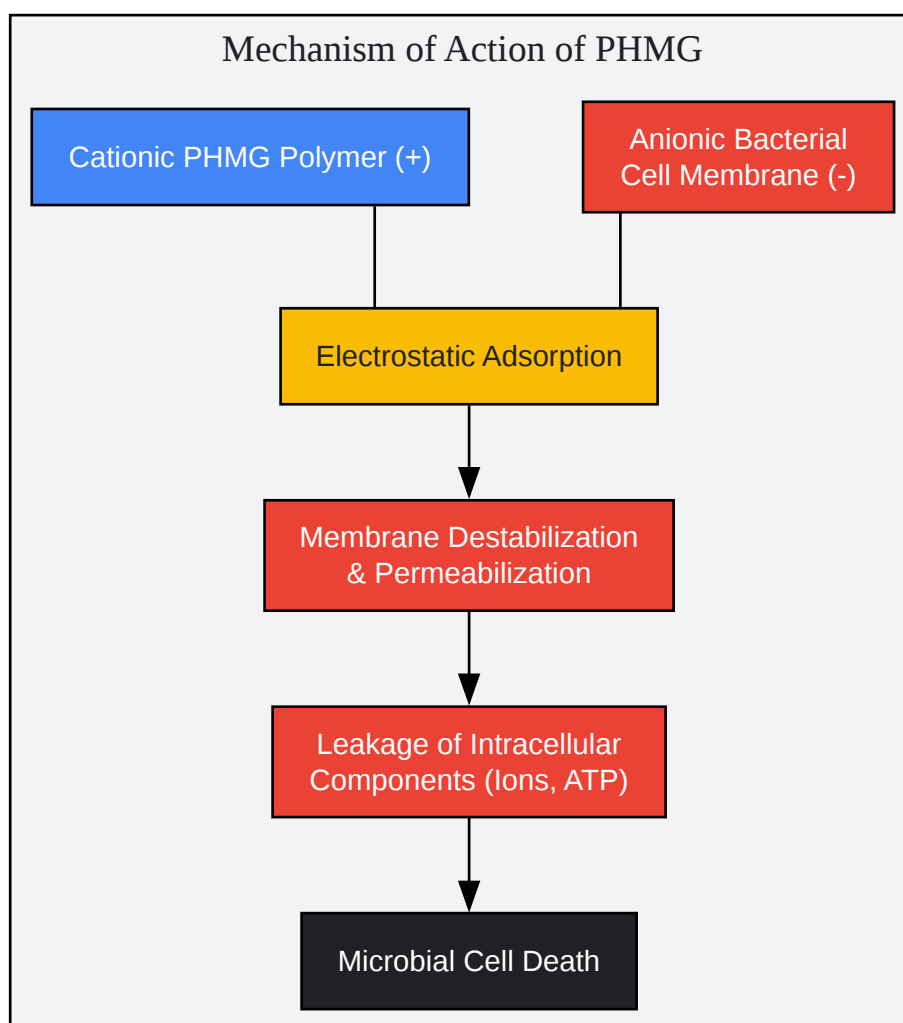 Mechanism of Action of PHMG
Cationic PHMG Polymer (+)
Anionic Bacterial
Cell Membrane (-)
Electrostatic Adsorption
Membrane Destabilization
& Permeabilization
Leakage of Intracellular
Components (Ions, ATP)
Microbial Cell Death